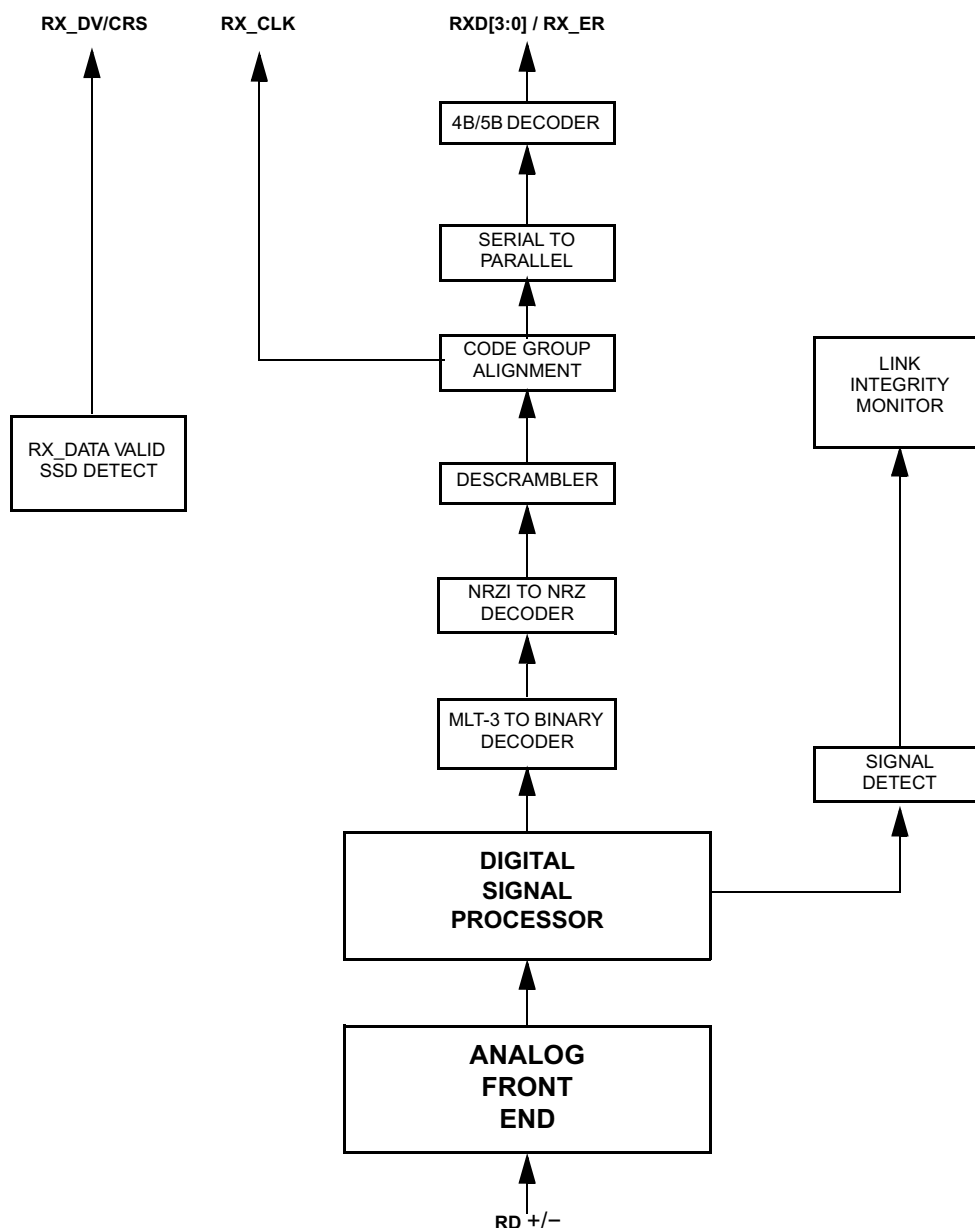 RX_DV/CRS
RX_CLK
RXD[3:0] / RX_ER
4B/5B DECODER
SERIAL TO
PARALLEL
CODE GROUP
ALIGNMENT
LINK
INTEGRITY
MONITOR
RX_DATA VALID
SSD DETECT
DESCRAMBLER
NRZI TO NRZ
DECODER
MLT-3 TO BINARY
DECODER
SIGNAL
DETECT
DIGITAL
SIGNAL
PROCESSOR
ANALOG
FRONT
END
RD +/−